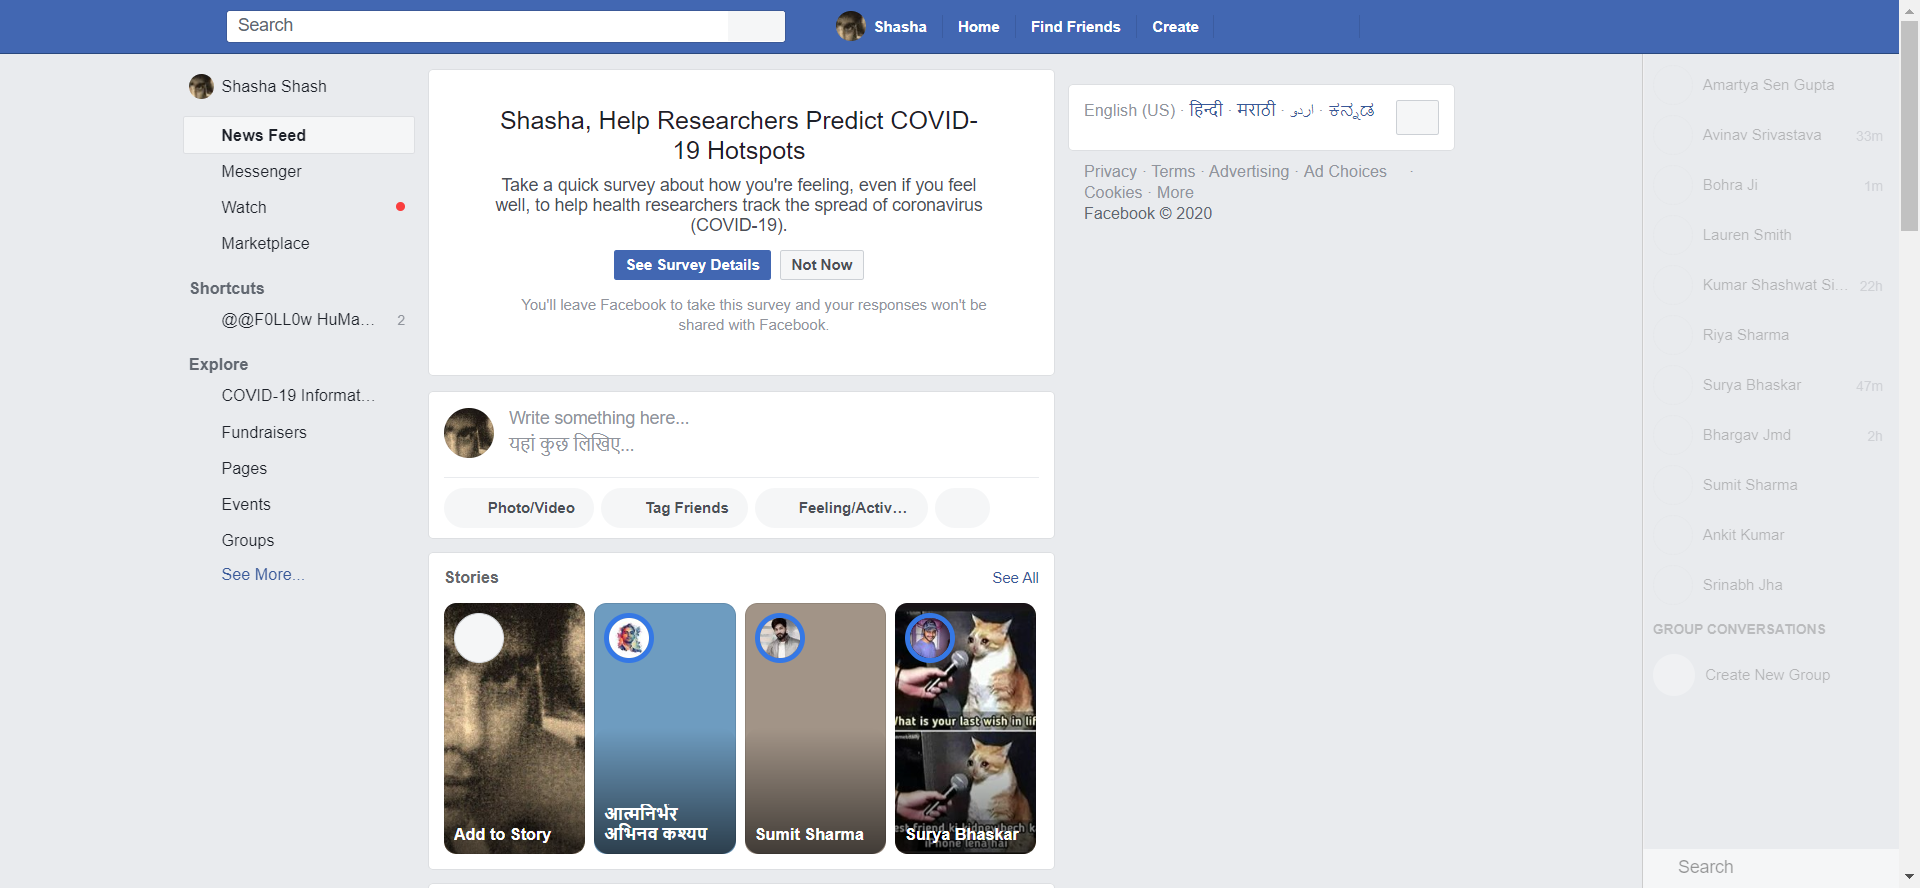 Search
Shasha
Home
Find Friends
Create
Shasha Shash
News Feed
Messenger
Watch
Marketplace
Shortcuts
@@F0LL0w HuMa... 2
Explore
COVID-19 Informat...
Fundraisers
Pages
Events
Groups
See More...
Shasha, Help Researchers Predict COVID-
19 Hotspots
Take a quick survey about how you're feeling, even if you feel
well, to help health researchers track the spread of coronavirus
(COVID-19).
See Survey Details
Not Now
You'll leave Facebook to take this survey and your responses won't be
shared with Facebook.
Write something here...
यहां कुछ लिखिए...
Photo/Video
Tag Friends
Feeling/Activ...
Stories
See All
Add to Story
आत्मनिर्भर
अभिनव कश्यप
Sumit Sharma
What is your last wish in lif
est friend ki kidney bech k
Surya Bhaskar
i phone lena hai
English (US) · हिन्दी · मराठी · اردو · ಕನ್ನಡ
Privacy · Terms · Advertising · Ad Choices ·
Cookies · More
Facebook © 2020
Amartya Sen Gupta
Avinav Srivastava 33m
Bohra Ji 1m
Lauren Smith
Kumar Shashwat Si... 22h
Riya Sharma
Surya Bhaskar 47m
Bhargav Jmd 2h
Sumit Sharma
Ankit Kumar
Srinabh Jha
GROUP CONVERSATIONS
Create New Group
Search